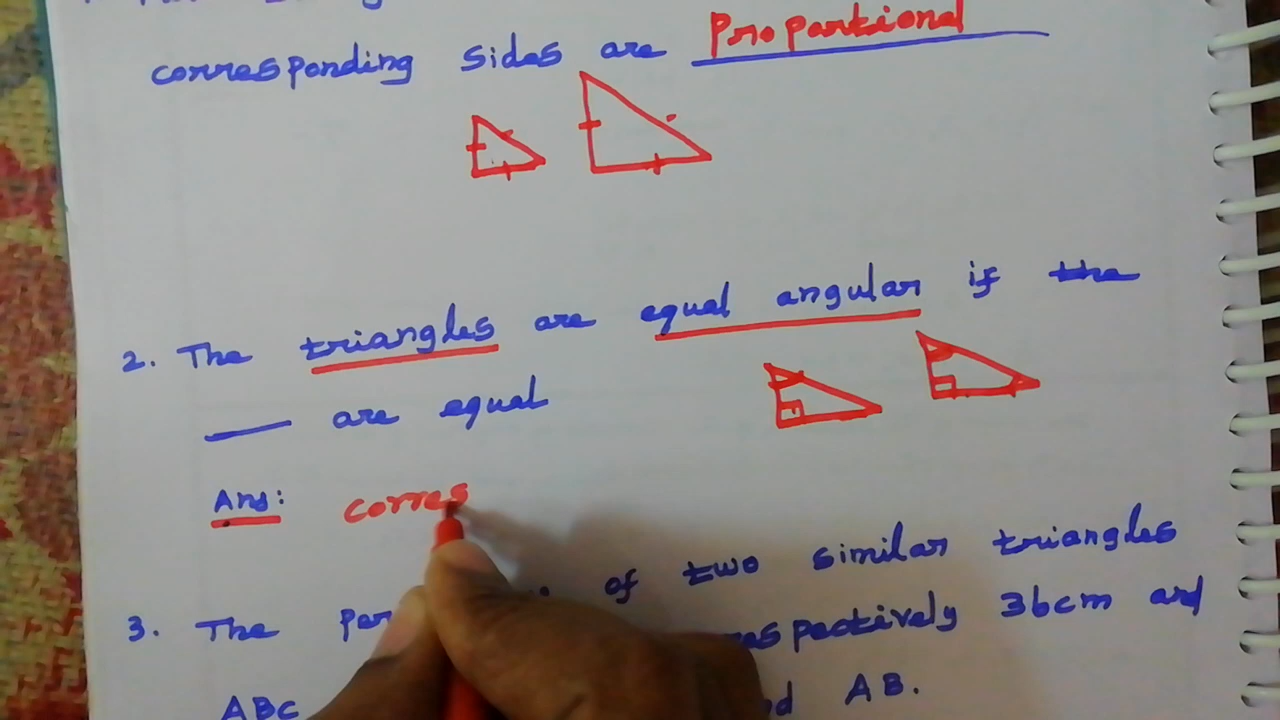 corresponding sides are Proportional
2. The triangles are equal angular if the
___ are equal
Ans: corres
3. The of two similar triangles
ABC respectively 36cm and
AB.